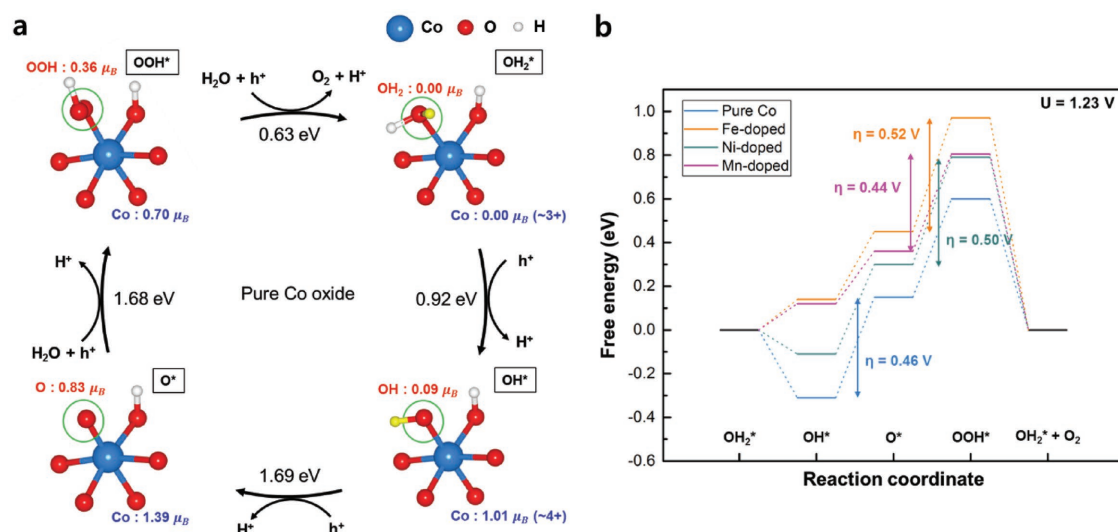 a
Co O H
OOH*
OOH : 0.36 μB
H2O + h+
O2 + H+
0.63 eV
OH2*
OH2 : 0.00 μB
Co : 0.70 μB
Co : 0.00 μB (~3+)
H+
1.68 eV
H2O + h+
Pure Co oxide
0.92 eV
h+
H+
O*
O : 0.83 μB
OH*
OH : 0.09 μB
Co : 1.39 μB
1.69 eV
H+
h+
Co : 1.01 μB (~4+)
b
U = 1.23 V
Pure Co
Fe-doped
Ni-doped
Mn-doped
η = 0.52 V
η = 0.44 V
η = 0.50 V
η = 0.46 V
Free energy (eV)
1.0
0.8
0.6
0.4
0.2
0.0
-0.2
-0.4
-0.6
OH2* OH* O* OOH* OH2* + O2
Reaction coordinate